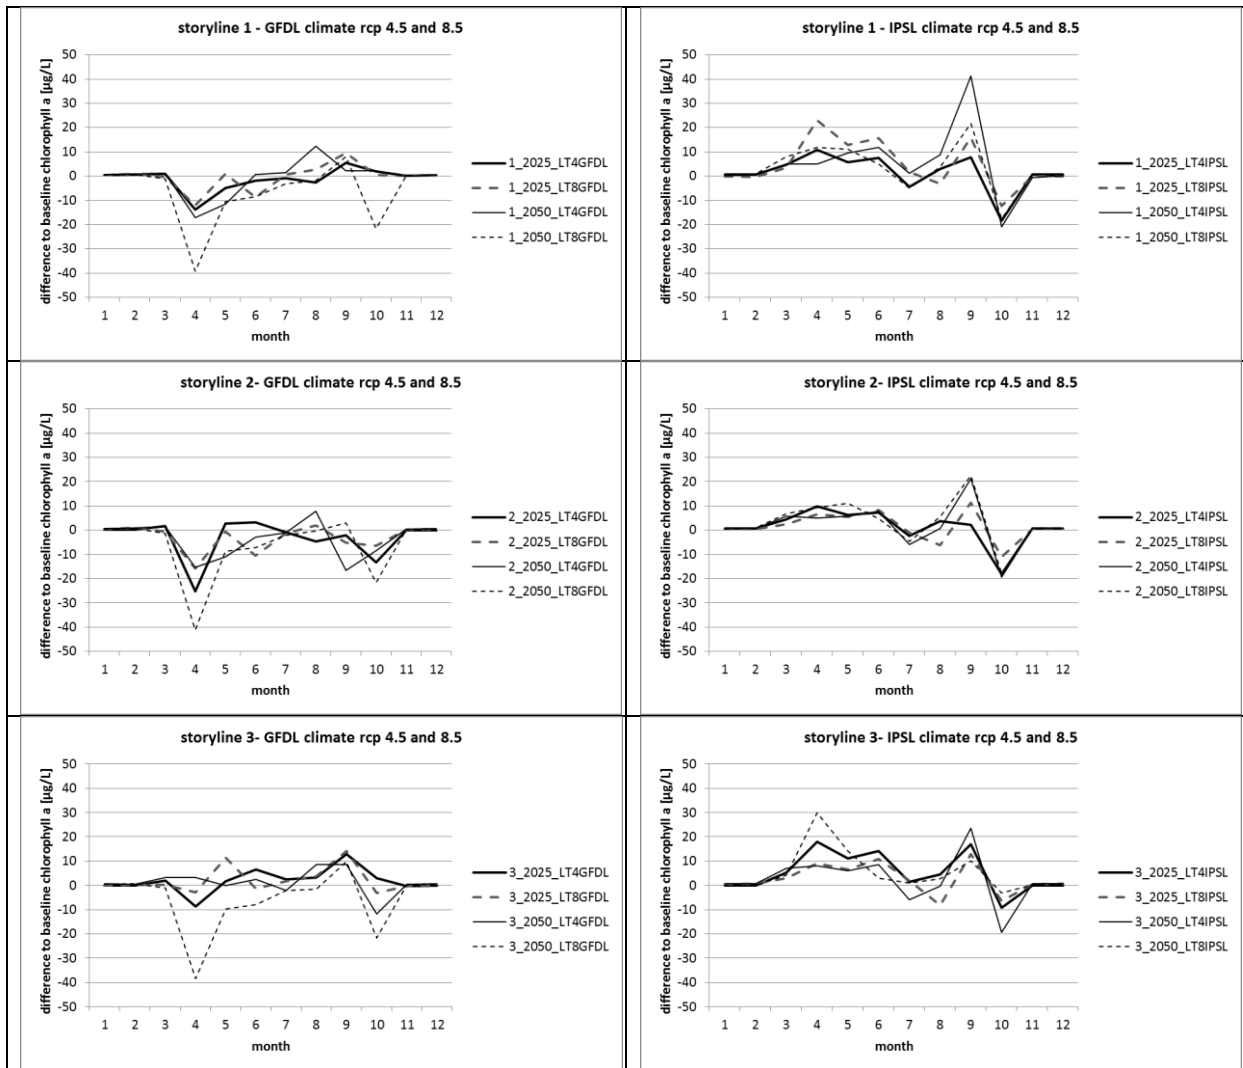 storyline 1 - GFDL climate rcp 4.5 and 8.5
difference to baseline chlorophyll a [µg/L]
50
40
30
20
10
0
-10
-20
-30
-40
-50
1 2 3 4 5 6 7 8 9 10 11 12
month
1_2025_LT4GFDL
1_2025_LT8GFDL
1_2050_LT4GFDL
1_2050_LT8GFDL
storyline 1 - IPSL climate rcp 4.5 and 8.5
difference to baseline chlorophyll a [µg/L]
50
40
30
20
10
0
-10
-20
-30
-40
-50
1 2 3 4 5 6 7 8 9 10 11 12
month
1_2025_LT4IPSL
1_2025_LT8IPSL
1_2050_LT4IPSL
1_2050_LT8IPSL
storyline 2- GFDL climate rcp 4.5 and 8.5
difference to baseline chlorophyll a [µg/L]
50
40
30
20
10
0
-10
-20
-30
-40
-50
1 2 3 4 5 6 7 8 9 10 11 12
month
2_2025_LT4GFDL
2_2025_LT8GFDL
2_2050_LT4GFDL
2_2050_LT8GFDL
storyline 2- IPSL climate rcp 4.5 and 8.5
difference to baseline chlorophyll a [µg/L]
50
40
30
20
10
0
-10
-20
-30
-40
-50
1 2 3 4 5 6 7 8 9 10 11 12
month
2_2025_LT4IPSL
2_2025_LT8IPSL
2_2050_LT4IPSL
2_2050_LT8IPSL
storyline 3- GFDL climate rcp 4.5 and 8.5
difference to baseline chlorophyll a [µg/L]
50
40
30
20
10
0
-10
-20
-30
-40
-50
1 2 3 4 5 6 7 8 9 10 11 12
month
3_2025_LT4GFDL
3_2025_LT8GFDL
3_2050_LT4GFDL
3_2050_LT8GFDL
storyline 3- IPSL climate rcp 4.5 and 8.5
difference to baseline chlorophyll a [µg/L]
50
40
30
20
10
0
-10
-20
-30
-40
-50
1 2 3 4 5 6 7 8 9 10 11 12
month
3_2025_LT4IPSL
3_2025_LT8IPSL
3_2050_LT4IPSL
3_2050_LT8IPSL